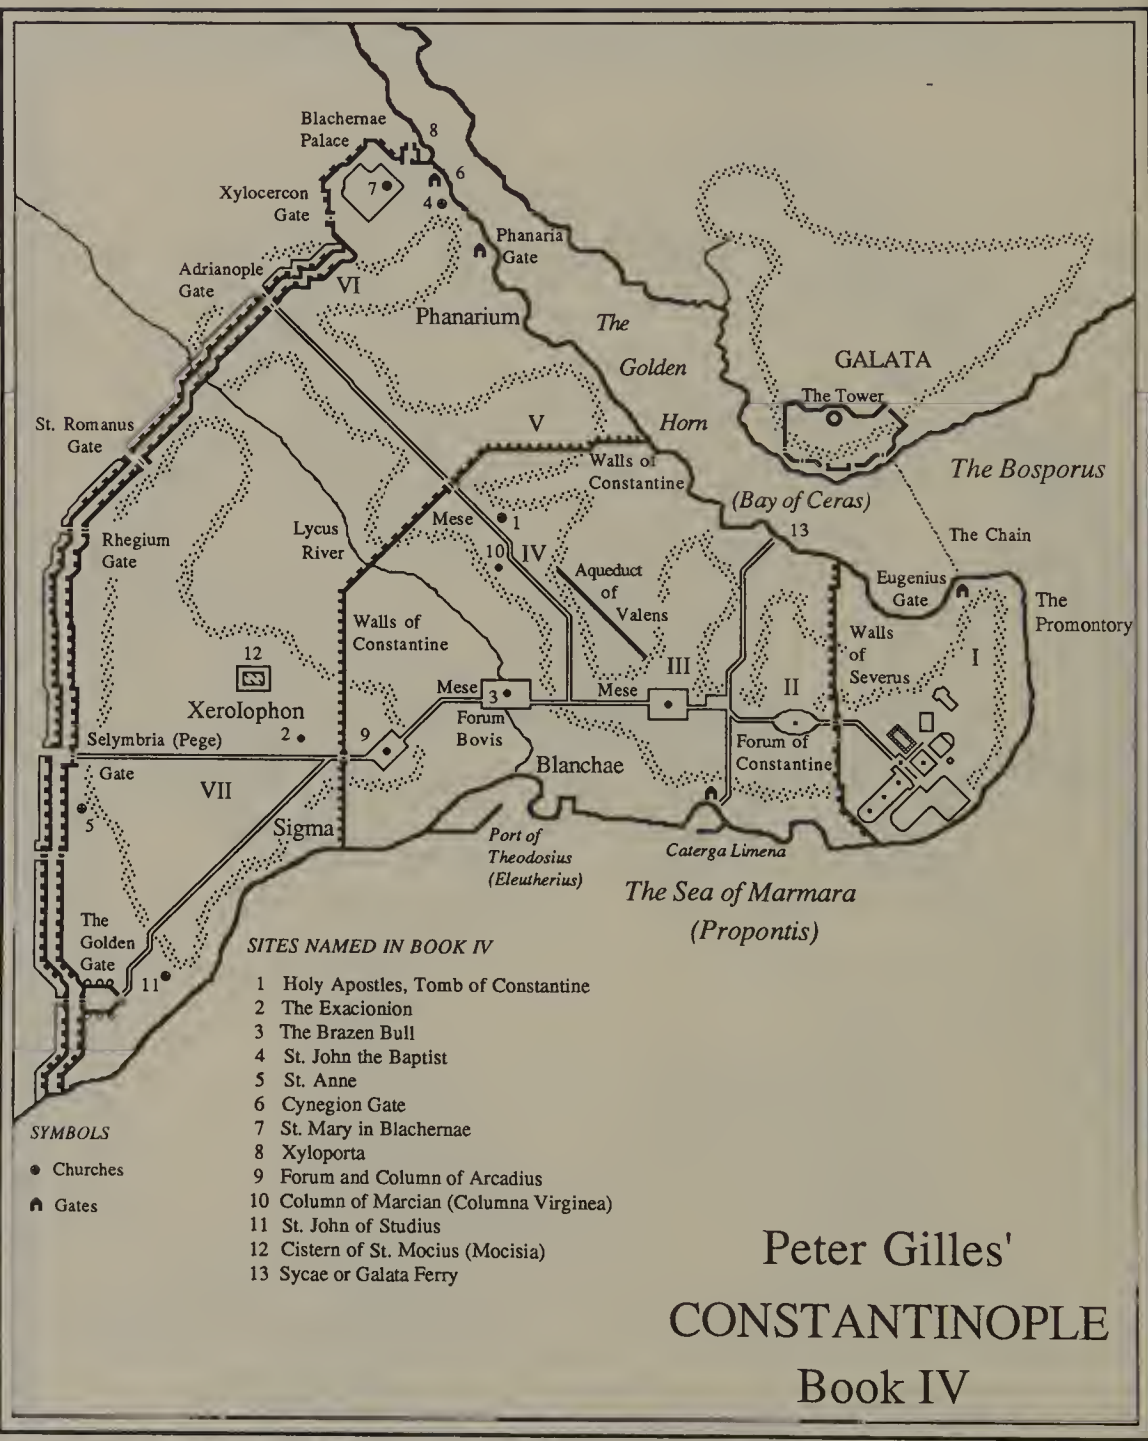 Blachernae
Palace
8
Xylocercon
Gate
7
6
4
Phanaria
Gate
Adrianople
Gate
VI
Phanarium
The
Golden
Horn
GALATA
The Tower
St. Romanus
Gate
V
Walls of
Constantine
The Bosporus
(Bay of Ceras)
Mese
1
13
Lycus
River
Rhegium
Gate
10
IV
The Chain
Aqueduct
of
Valens
Eugenius
Gate
The
Promontory
Walls of
Constantine
Walls
of
Severus
I
12
III
II
Mese
3
Mese
Xerolophon
Forum
Bovis
Selymbria (Pege)
Gate
2
9
Forum of
Constantine
Blanchae
VII
5
Sigma
Port of
Theodosius
(Eleutherius)
Caterga Limena
The Sea of Marmara
(Propontis)
The
Golden
Gate
11
SITES NAMED IN BOOK IV
1 Holy Apostles, Tomb of Constantine
2 The Exacionion
3 The Brazen Bull
4 St. John the Baptist
5 St. Anne
6 Cynegion Gate
7 St. Mary in Blachernae
8 Xyloporta
9 Forum and Column of Arcadius
10 Column of Marcian (Columna Virginea)
11 St. John of Studius
12 Cistern of St. Mocius (Mocisia)
13 Sycae or Galata Ferry
SYMBOLS
Churches
Gates
Peter Gilles'
CONSTANTINOPLE
Book IV